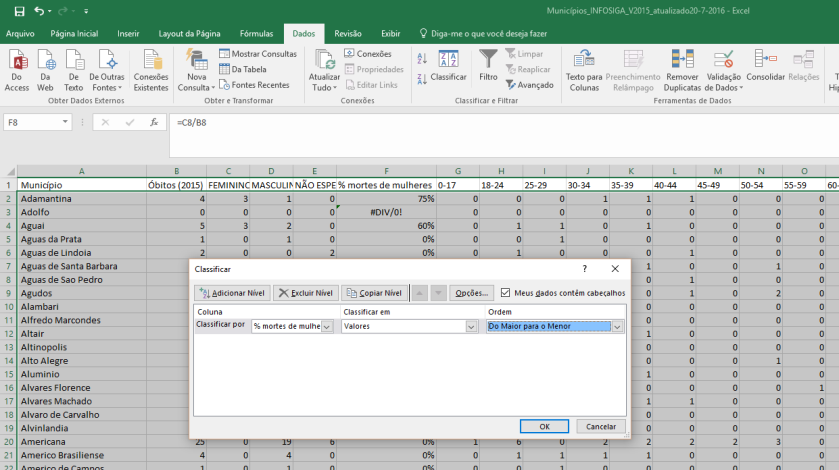 Municípios_INFOSIGA_V2015_atualizado20-7-2016 - Excel
Arquivo Página Inicial Inserir Layout da Página Fórmulas Dados Revisão Exibir Diga-me o que você deseja fazer
Do Access
Da Web
De Texto
De Outras Fontes
Conexões Existentes
Obter Dados Externos
Nova Consulta
Mostrar Consultas
Da Tabela
Fontes Recentes
Obter e Transformar
Atualizar Tudo
Conexões
Propriedades
Editar Links
Conexões
Classificar
Filtro
Limpar
Reaplicar
Avançado
Classificar e Filtrar
Texto para Colunas
Preenchimento Relâmpago
Remover Duplicatas
Validação de Dados
Consolidar
Relações
Ferramentas de Dados
F8 fx =C8/B8
A B C D E F G H I J K L M N O
1 Município Óbitos (2015) FEMININO MASCULIN NÃO ESPE % mortes de mulheres 0-17 18-24 25-29 30-34 35-39 40-44 45-49 50-54 55-59 60-
2 Adamantina 4 3 1 0 75% 0 0 0 1 1 1 0 0 0
3 Adolfo 0 0 0 0 #DIV/0! 0 0 0 0 0 0 0 0 0
4 Aguai 5 3 2 0 60% 0 1 1 0 1 0 0 0 0
5 Aguas da Prata 1 0 1 0 0% 0 0 1 0 0 0 0 0 0
6 Aguas de Lindoia 2 0 0 2 0% 0 1 0 0 0 1 0 0 0
7 Aguas de Santa Barbara 1 0 0 1 0
8 Aguas de Sao Pedro 0 1 0 0 0
9 Agudos 0 1 0 2 0
10 Alambari 0 0 0 0 0
11 Alfredo Marcondes 0 0 0 0 0
12 Altair 1 0 0 0 0
13 Altinopolis 0 0 0 0 0
14 Alto Alegre 0 0 0 1 0
15 Aluminio 1 0 0 0 0
16 Alvares Florence 0 0 0 0 1
17 Alvares Machado 1 1 0 0 0
18 Alvaro de Carvalho 0 0 0 0 0
19 Alvinlandia 0 0 0 0 0
20 Americana 25 0 19 6 0% 1 6 0 2 2 2 2 3 0
21 Americo Brasiliense 4 0 4 0 0% 0 1 1 1 1 0 0 0 0
22 Americo de Campos 1 0 1 0 0% 0 0 0 0 0 0 0 0 0
Classificar ? X
Adicionar Nível Excluir Nível Copiar Nível Opções... Meus dados contêm cabeçalhos
Coluna Classificar em Ordem
Classificar por % mortes de mulhe Valores Do Maior para o Menor
OK Cancelar